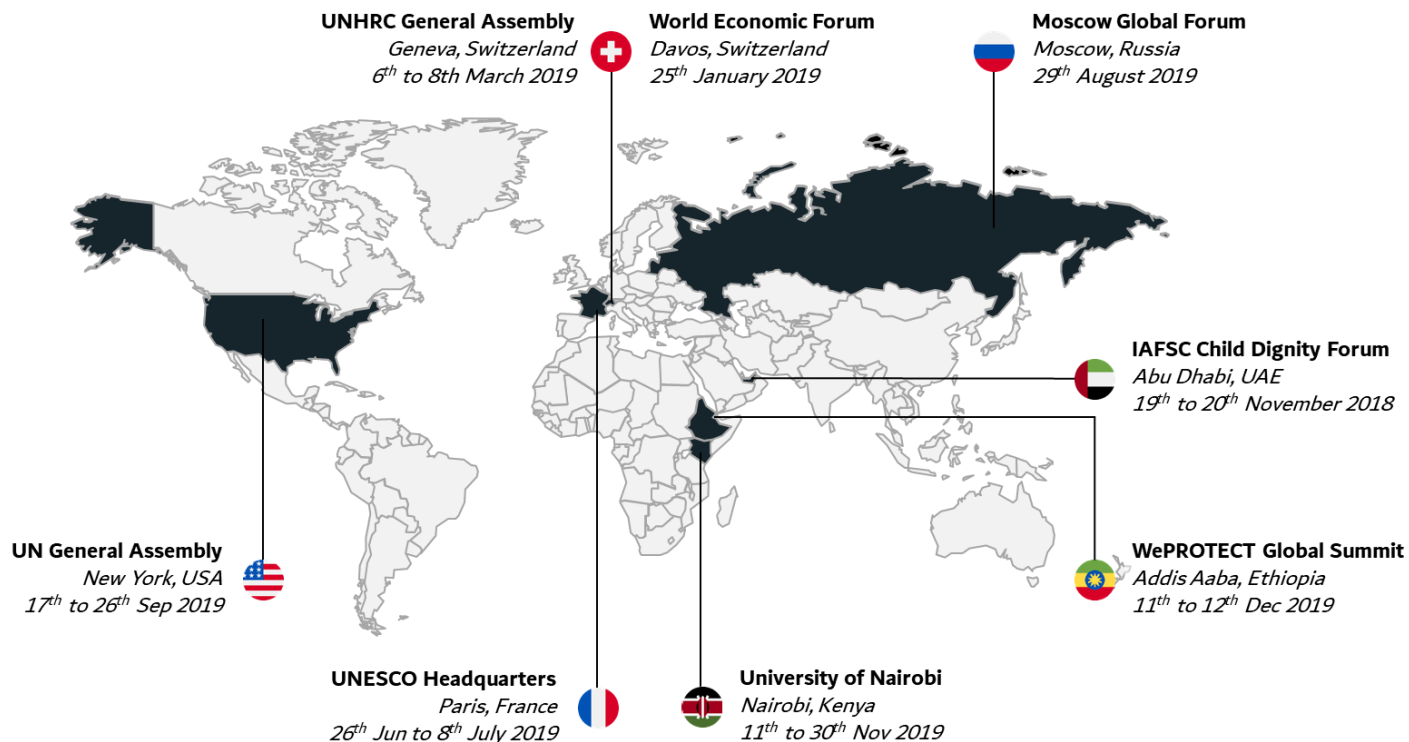 UNHRC General Assembly
Geneva, Switzerland
6th to 8th March 2019
World Economic Forum
Davos, Switzerland
25th January 2019
Moscow Global Forum
Moscow, Russia
29th August 2019
IAFSC Child Dignity Forum
Abu Dhabi, UAE
19th to 20th November 2018
UN General Assembly
New York, USA
17th to 26th Sep 2019
WePROTECT Global Summit
Addis Aaba, Ethiopia
11th to 12th Dec 2019
UNESCO Headquarters
Paris, France
26th Jun to 8th July 2019
University of Nairobi
Nairobi, Kenya
11th to 30th Nov 2019